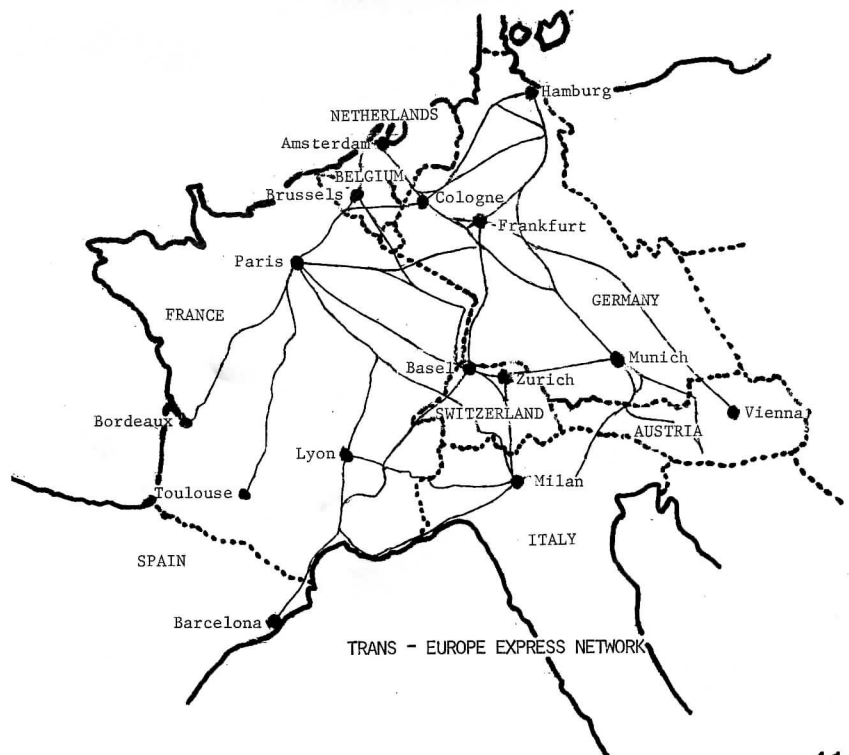 Hamburg
NETHERLANDS
Amsterdam
BELGIUM
Brussels
Cologne
Frankfurt
Paris
GERMANY
FRANCE
Basel
Munich
Zurich
SWITZERLAND
Bordeaux
Vienna
AUSTRIA
Lyon
Milan
Toulouse
ITALY
SPAIN
Barcelona
TRANS - EUROPE EXPRESS NETWORK